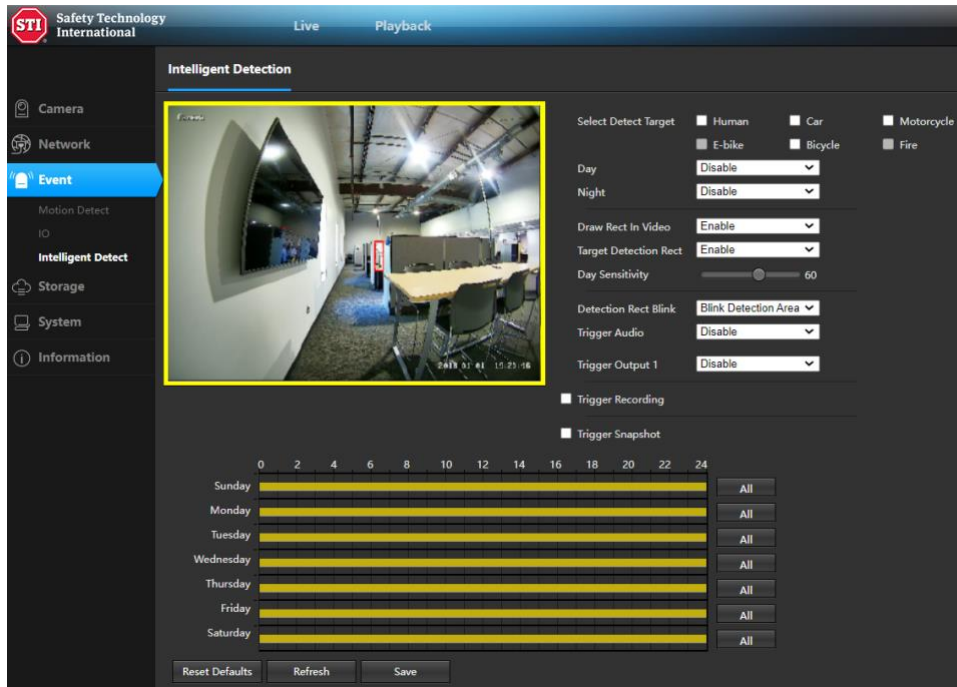 STI Safety Technology
International
Live Playback
Intelligent Detection
Camera
Network
Event
Motion Detect
IO
Intelligent Detect
Storage
System
Information
Select Detect Target Human Car Motorcycle
E-bike Bicycle Fire
Day Disable
Night Disable
Draw Rect In Video Enable
Target Detection Rect Enable
Day Sensitivity 60
Detection Rect Blink Blink Detection Area
Trigger Audio Disable
Trigger Output 1 Disable
Trigger Recording
Trigger Snapshot
0 2 4 6 8 10 12 14 16 18 20 22 24
Sunday All
Monday All
Tuesday All
Wednesday All
Thursday All
Friday All
Saturday All
Reset Defaults Refresh Save